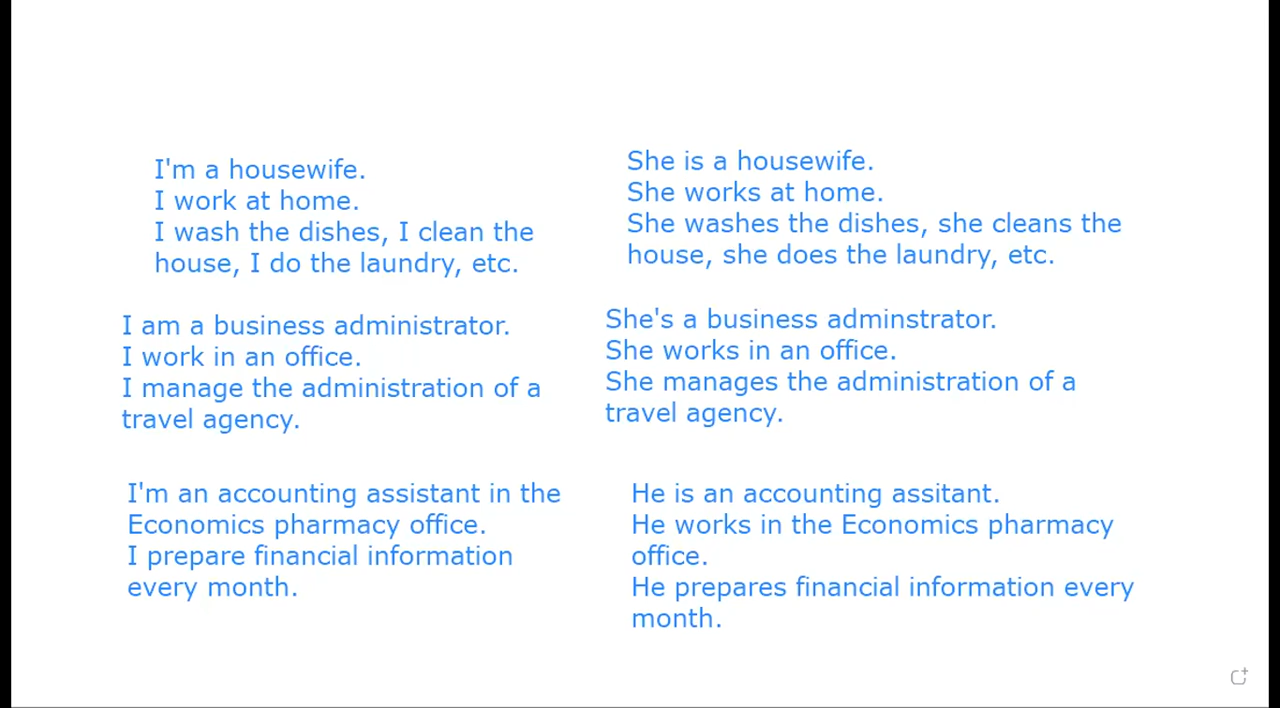 I'm a housewife.
I work at home.
I wash the dishes, I clean the
house, I do the laundry, etc.
She is a housewife.
She works at home.
She washes the dishes, she cleans the
house, she does the laundry, etc.
I am a business administrator.
I work in an office.
I manage the administration of a
travel agency.
She's a business adminstrator.
She works in an office.
She manages the administration of a
travel agency.
I'm an accounting assistant in the
Economics pharmacy office.
I prepare financial information
every month.
He is an accounting assitant.
He works in the Economics pharmacy
office.
He prepares financial information every
month.